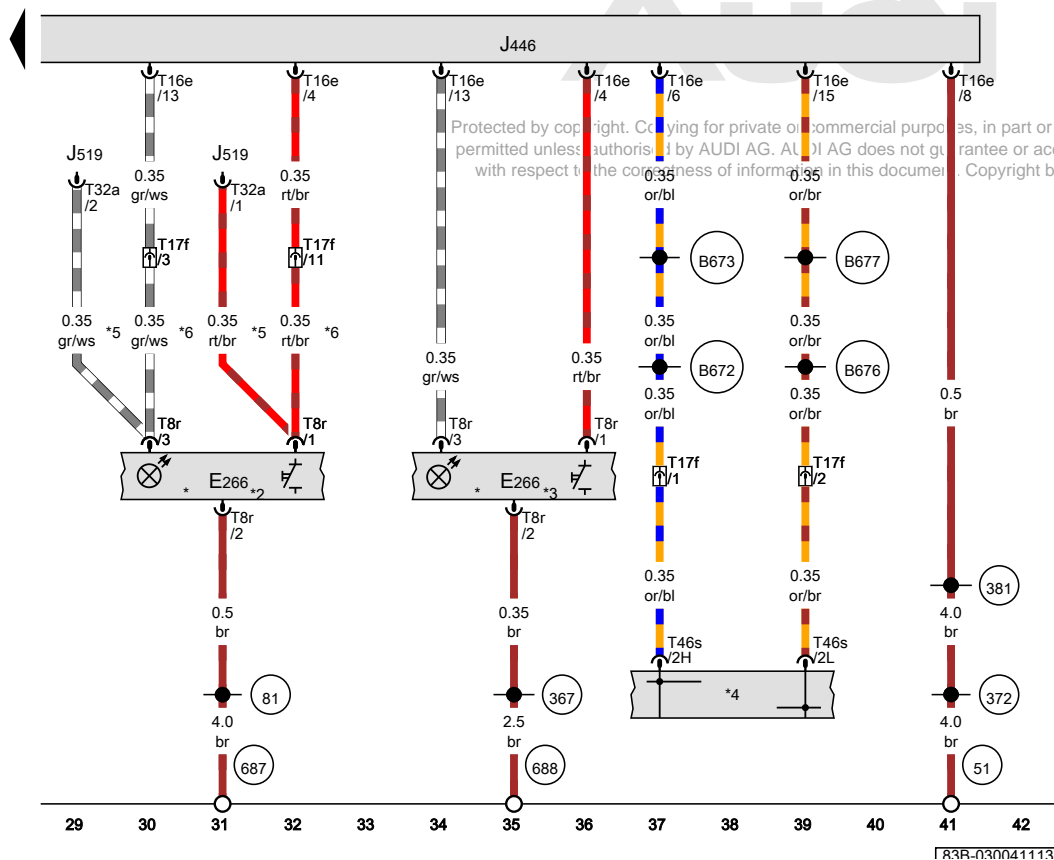 AUDI
J446
T16e
/13
T16e
/4
T16e
/13
T16e
/4
T16e
/6
T16e
/15
T16e
/8
Protected by copyright. Copying for private or commercial purposes, in part or
permitted unless authorised by AUDI AG. AUDI AG does not guarantee or acc
with respect to the correctness of information in this document. Copyright b
J519
T32a
/2
0.35
gr/ws
J519
T32a
/1
0.35
rt/br
0.35
or/bl
0.35
or/br
T17f
/3
T17f
/11
B673
B677
0.35
gr/ws
*5
0.35
gr/ws
*6
0.35
rt/br
*5
0.35
rt/br
*6
0.35
or/bl
0.35
or/br
0.35
gr/ws
0.35
rt/br
B672
B676
0.35
or/bl
0.35
or/br
0.5
br
T8r
/3
T8r
/1
T8r
/3
T8r
/1
T17f
/1
T17f
/2
* E266 *2
* E266 *3
T8r
/2
T8r
/2
0.35
or/bl
0.35
or/br
381
0.5
br
0.35
br
4.0
br
T46s
/2H
T46s
/2L
*4
81
367
372
4.0
br
2.5
br
4.0
br
687
688
51
29 30 31 32 33 34 35 36 37 38 39 40 41 42
83B-030041113